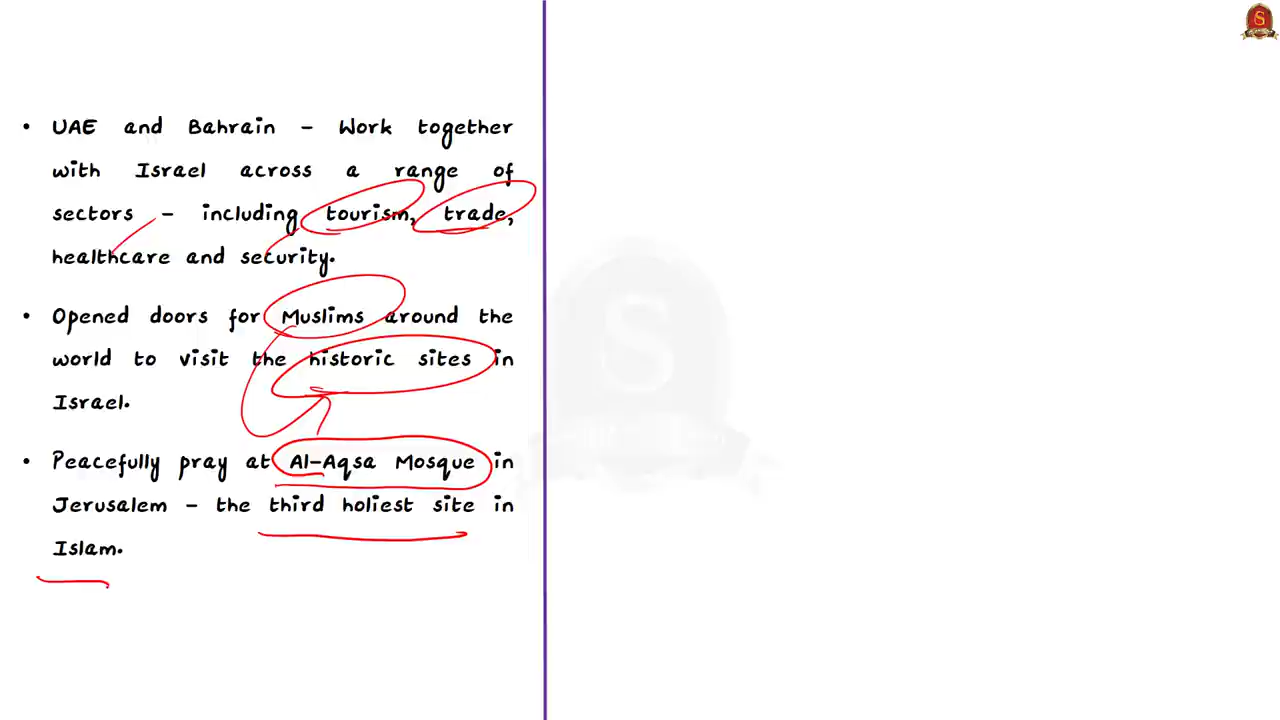 • UAE and Bahrain – Work together
with Israel across a range of
sectors – including tourism, trade,
healthcare and security.
• Opened doors for Muslims around the
world to visit the historic sites in
Israel.
• Peacefully pray at Al-Aqsa Mosque in
Jerusalem – the third holiest site in
Islam.
S
S